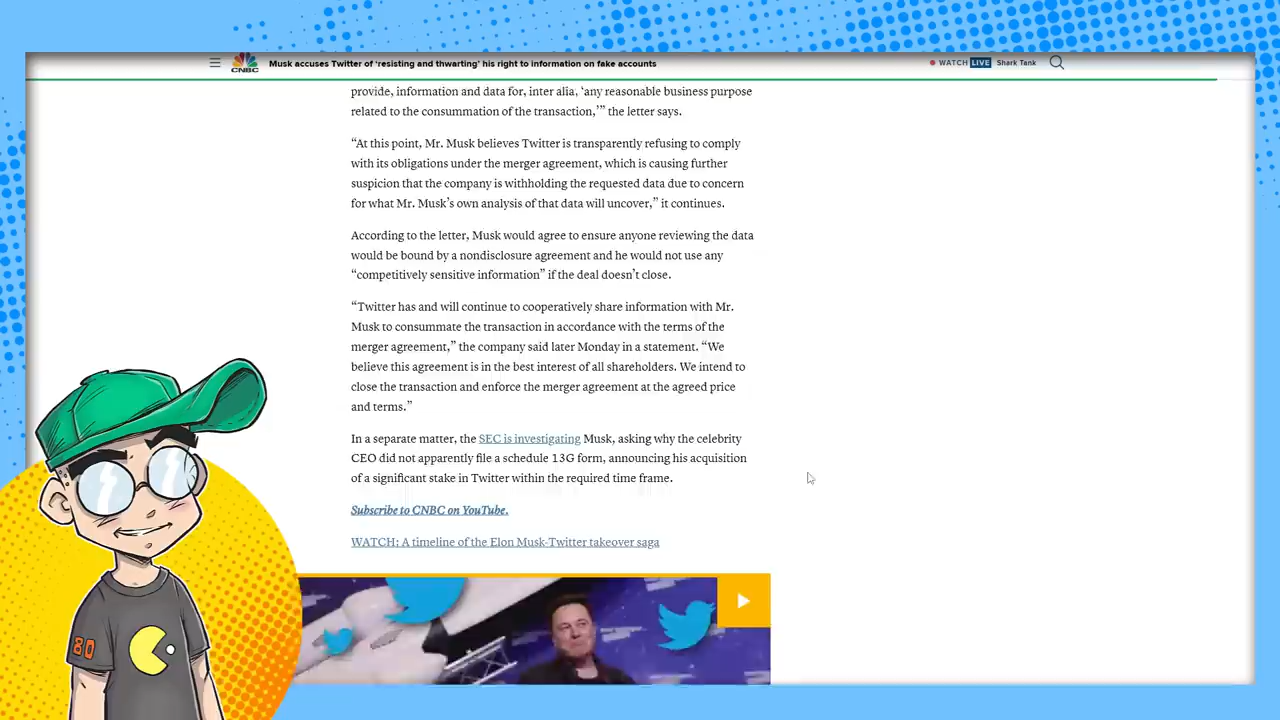 CNBC
Musk accuses Twitter of ‘resisting and thwarting’ his right to information on fake accounts
WATCH LIVE Shark Tank
provide, information and data for, inter alia, ‘any reasonable business purpose
related to the consummation of the transaction,’” the letter says.
“At this point, Mr. Musk believes Twitter is transparently refusing to comply
with its obligations under the merger agreement, which is causing further
suspicion that the company is withholding the requested data due to concern
for what Mr. Musk’s own analysis of that data will uncover,” it continues.
According to the letter, Musk would agree to ensure anyone reviewing the data
would be bound by a nondisclosure agreement and he would not use any
“competitively sensitive information” if the deal doesn’t close.
“Twitter has and will continue to cooperatively share information with Mr.
Musk to consummate the transaction in accordance with the terms of the
merger agreement,” the company said later Monday in a statement. “We
believe this agreement is in the best interest of all shareholders. We intend to
close the transaction and enforce the merger agreement at the agreed price
and terms.”
In a separate matter, the SEC is investigating Musk, asking why the celebrity
CEO did not apparently file a schedule 13G form, announcing his acquisition
of a significant stake in Twitter within the required time frame.
Subscribe to CNBC on YouTube.
WATCH: A timeline of the Elon Musk-Twitter takeover saga
80